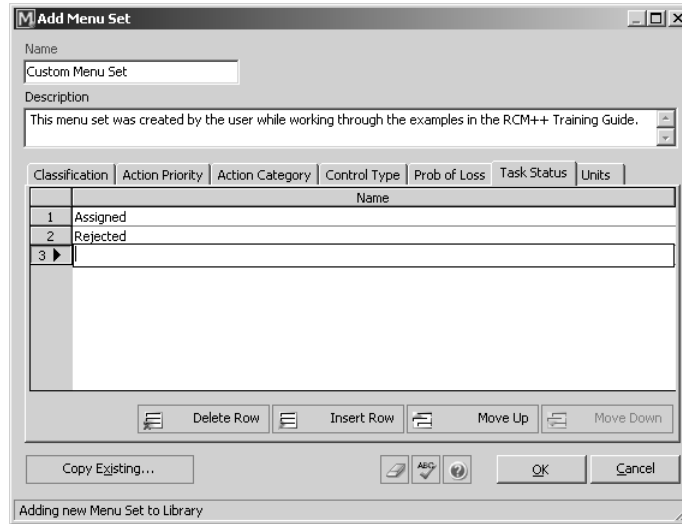 M Add Menu Set
Name
Custom Menu Set
Description
This menu set was created by the user while working through the examples in the RCM++ Training Guide.
Classification Action Priority Action Category Control Type Prob of Loss Task Status Units
Name
1 Assigned
2 Rejected
3
Delete Row Insert Row Move Up Move Down
Copy Existing... ABC ? OK Cancel
Adding new Menu Set to Library